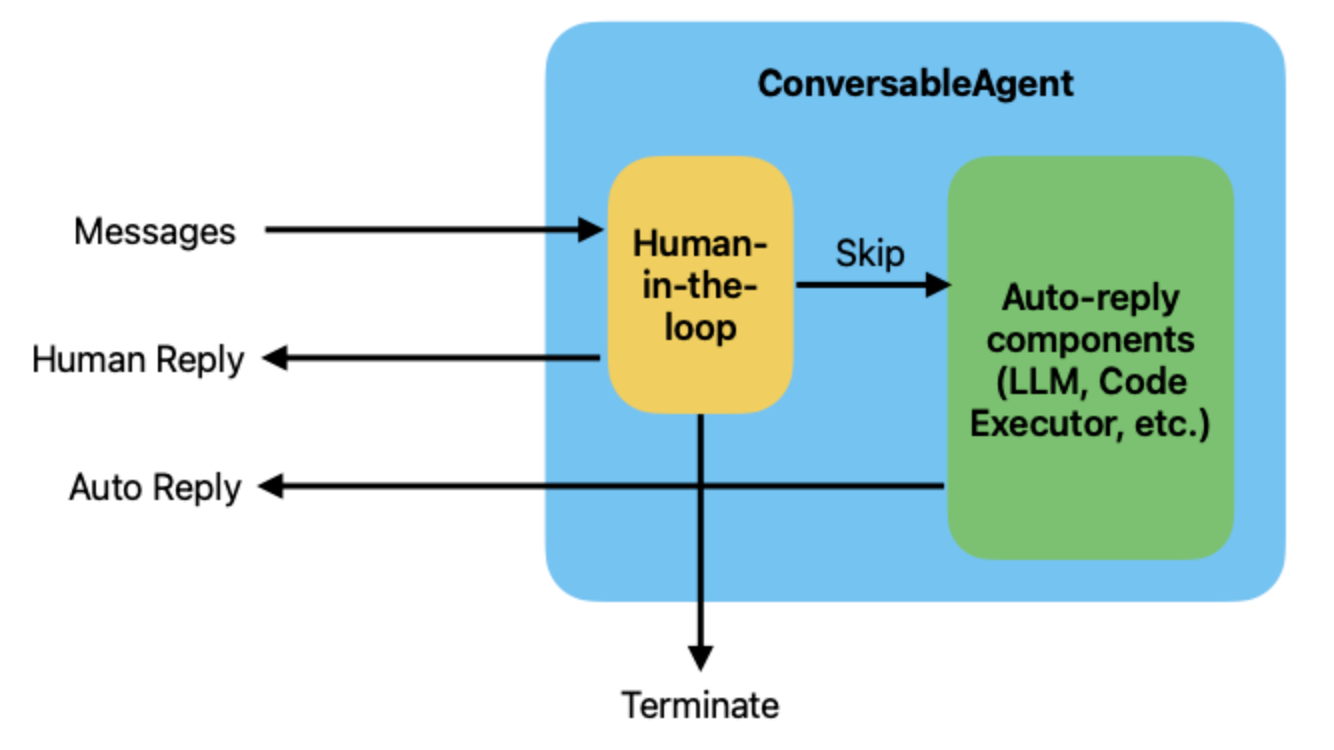 ConversableAgent
Messages
Human-
in-the-
loop
Skip
Auto-reply
components
(LLM, Code
Executor, etc.)
Human Reply
Auto Reply
Terminate